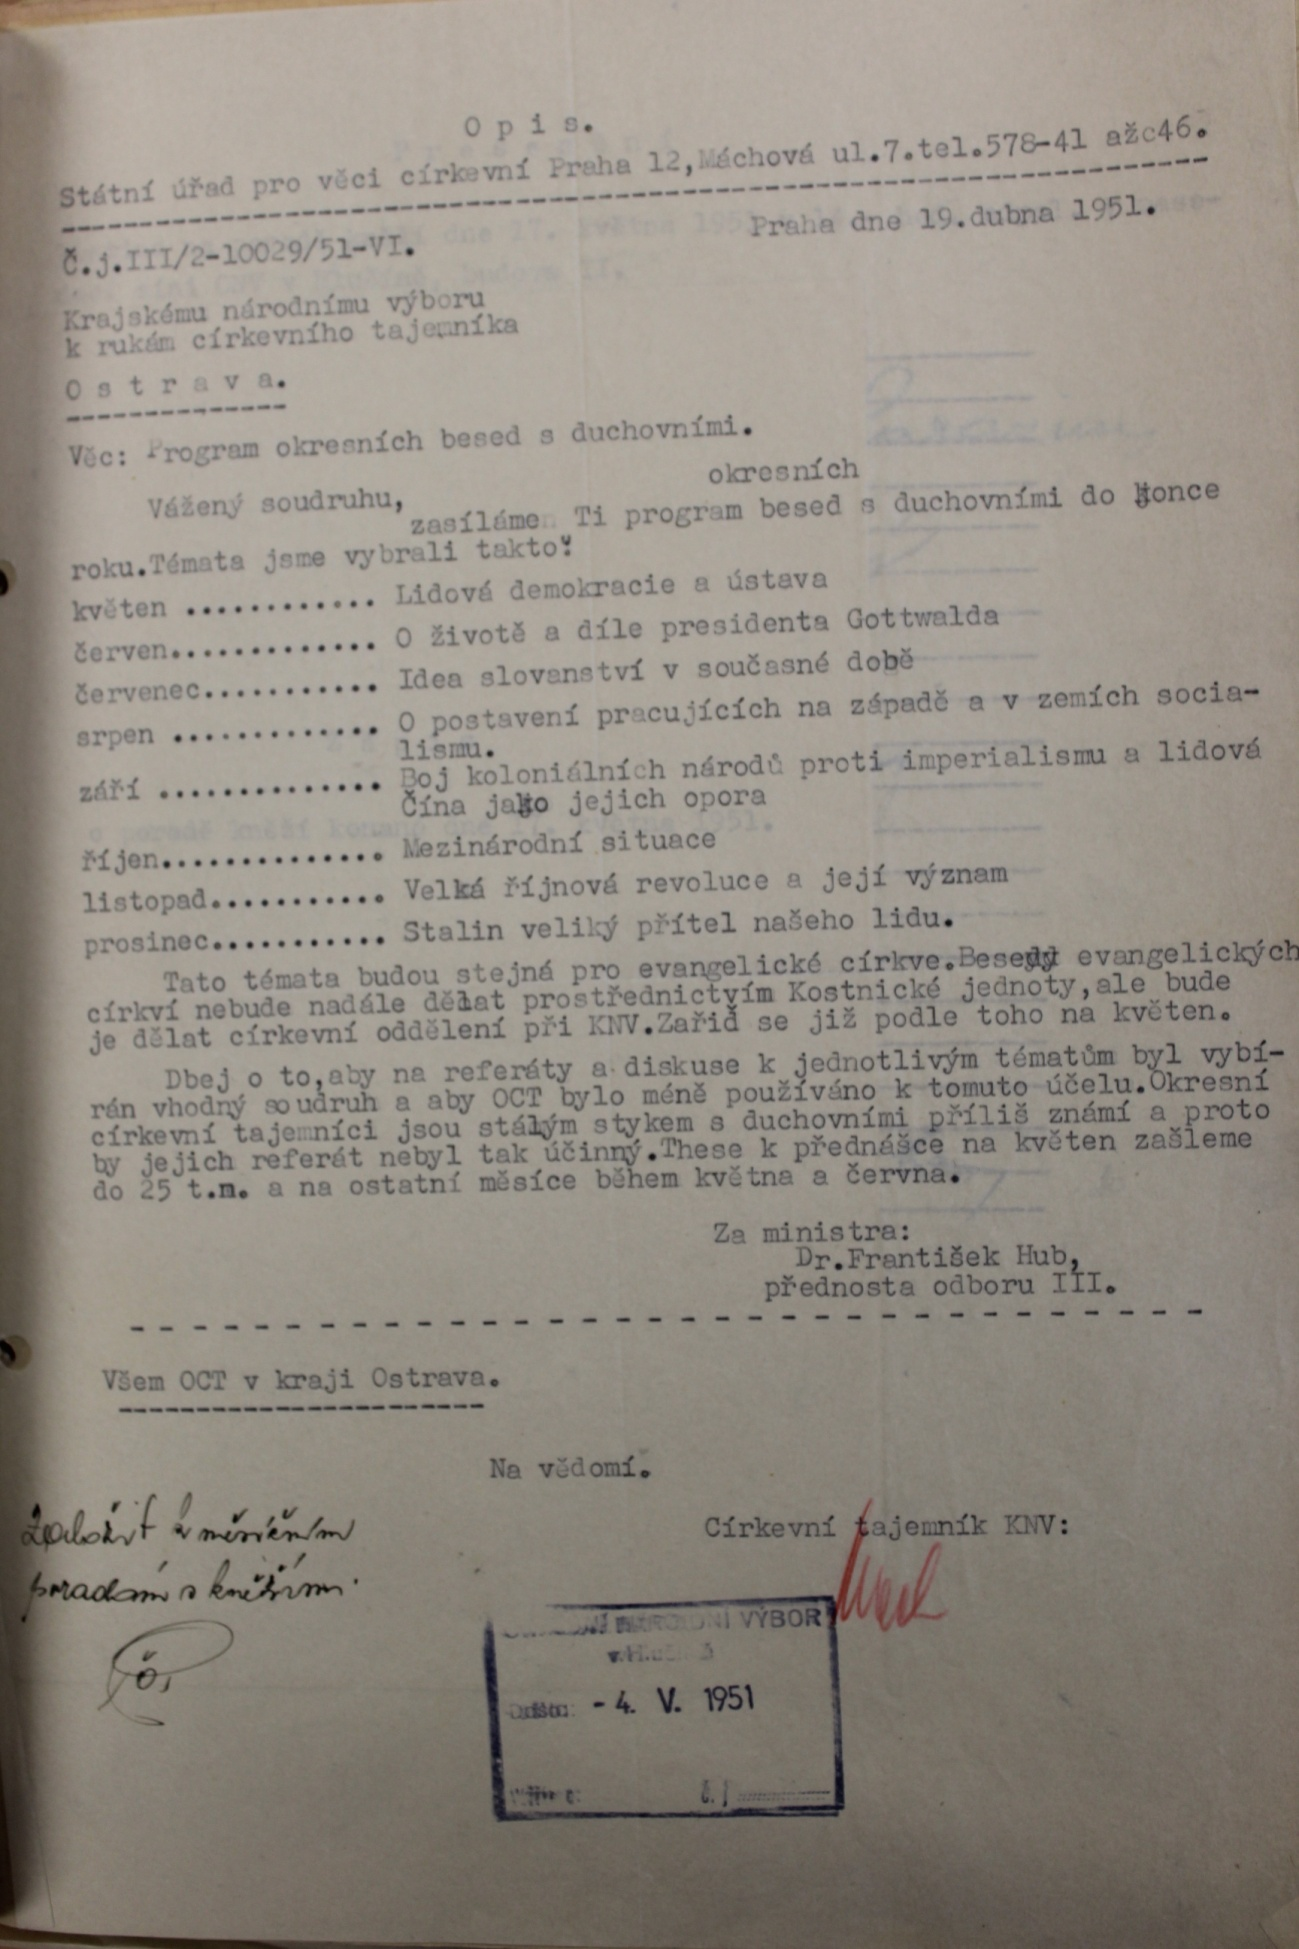 O p i s.
Státní úřad pro věci církevní Praha 12,Máchová ul.7.tel.578-41 ažc46.
Praha dne 19.dubna 1951.
Č.j.III/2-10029/51-VI.
Krajskému národnímu výboru
k rukám církevního tajemníka
O s t r a v a.
Věc: Program okresních besed s duchovními.
okresních
Vážený soudruhu,
zasíláme Ti program besed s duchovními do konce
roku.Témata jsme vybrali takto:
květen ............ Lidová demokracie a ústava
červen............. O životě a díle presidenta Gottwalda
červenec........... Idea slovanství v současné době
srpen ............. O postavení pracujících na západě a v zemích socia-
lismu.
září .............. Boj koloniálních národů proti imperialismu a lidová
Čína jako jejich opora
říjen.............. Mezinárodní situace
listopad........... Velká říjnová revoluce a její význam
prosinec........... Stalin veliký přítel našeho lidu.
Tato témata budou stejná pro evangelické církve.Besedy evangelických
církví nebude nadále dělat prostřednictvím Kostnické jednoty,ale bude
je dělat církevní oddělení při KNV.Zařiď se již podle toho na květen.
Dbej o to,aby na referáty a diskuse k jednotlivým tématům byl vybí-
rán vhodný soudruh a aby OCT bylo méně používáno k tomuto účelu.Okresní
církevní tajemníci jsou stálým stykem s duchovními příliš známí a proto
by jejich referát nebyl tak účinný.These k přednášce na květen zašleme
do 25 t.m. a na ostatní měsíce během května a června.
Za ministra:
Dr.František Hub,
přednosta odboru III.
Všem OCT v kraji Ostrava.
Na vědomí.
Církevní tajemník KNV:
Založit k měsíčním
poradám s kněžími.
NÁRODNÍ VÝBOR
- 4. V. 1951
č. j